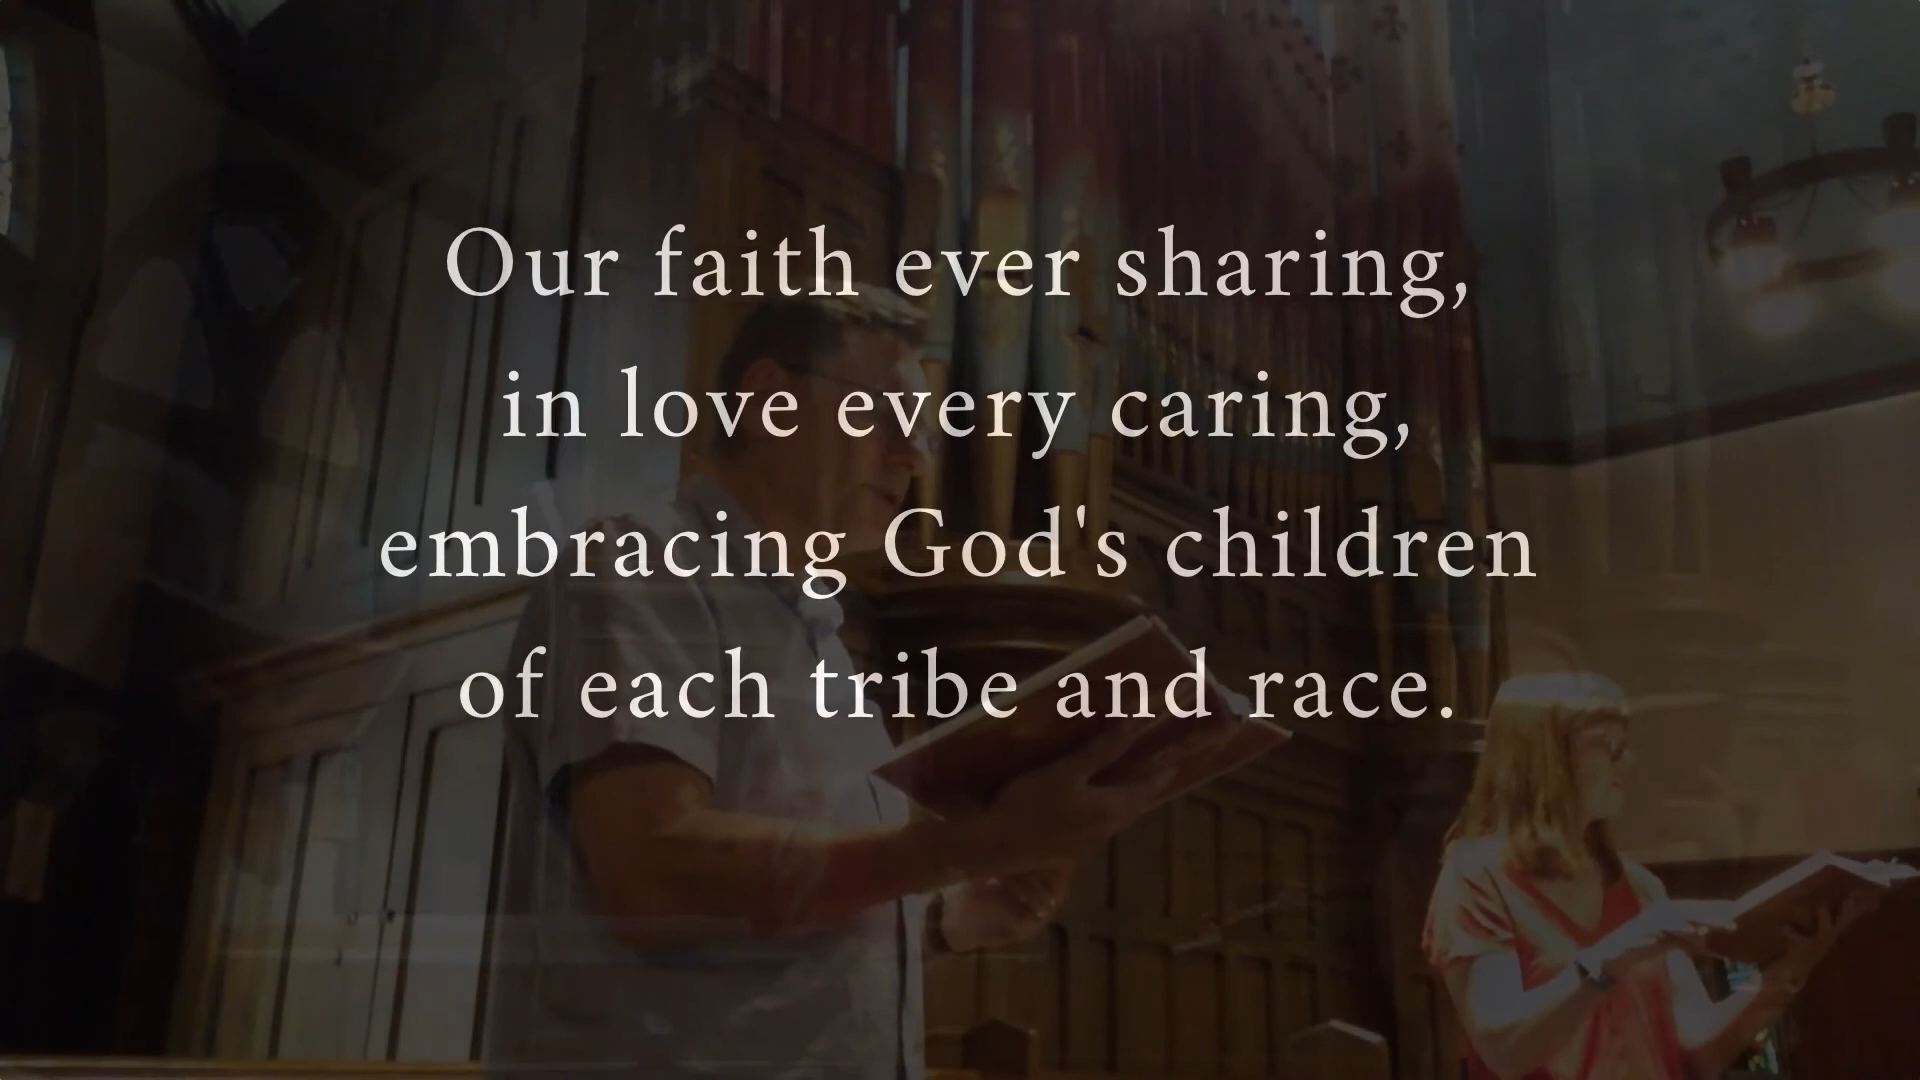 Our faith ever sharing,
in love every caring,
embracing God's children
of each tribe and race.